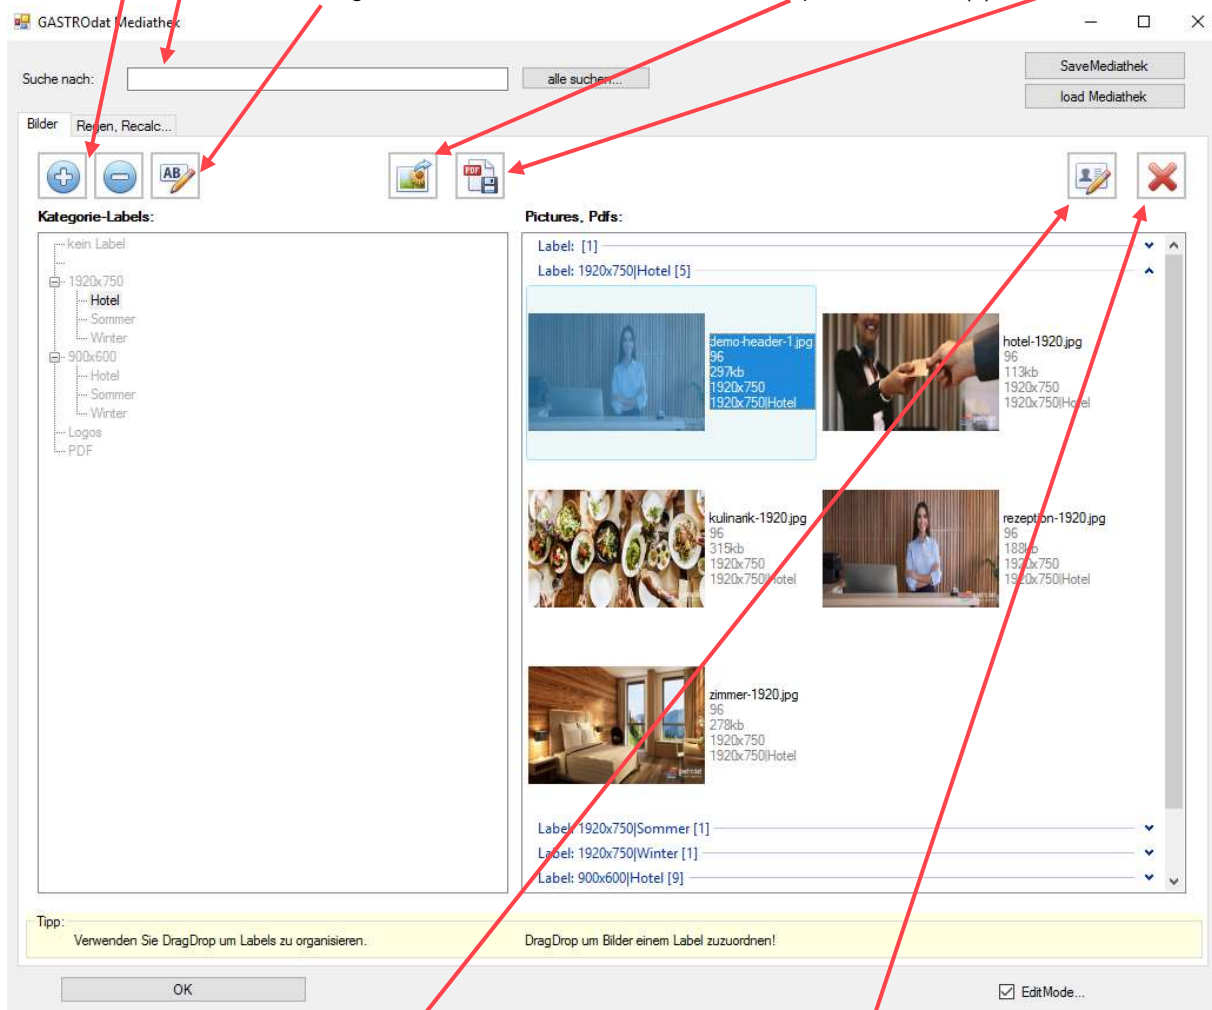 GASTROdat Mediathek
Suche nach:
alle suchen...
SaveMediathek
load Mediathek
Bilder
Regen, Recalc...
AB
PDF
Kategorie-Labels:
Pictures, Pdfs:
kein Label
1920x750
Hotel
Sommer
Winter
900x600
Hotel
Sommer
Winter
Logos
PDF
Label: [1]
Label: 1920x750|Hotel [5]
demo-header-1.jpg
96
297kb
1920x750
1920x750|Hotel
hotel-1920.jpg
96
113kb
1920x750
1920x750|Hotel
kulinarik-1920.jpg
96
315kb
1920x750
1920x750|Hotel
rezeption-1920.jpg
96
188kb
1920x750
1920x750|Hotel
zimmer-1920.jpg
96
278kb
1920x750
1920x750|Hotel
Label: 1920x750|Sommer [1]
Label: 1920x750|Winter [1]
Label: 900x600|Hotel [9]
Tipp:
Verwenden Sie DragDrop um Labels zu organisieren.
DragDrop um Bilder einem Label zuzuordnen!
OK
EditMode...